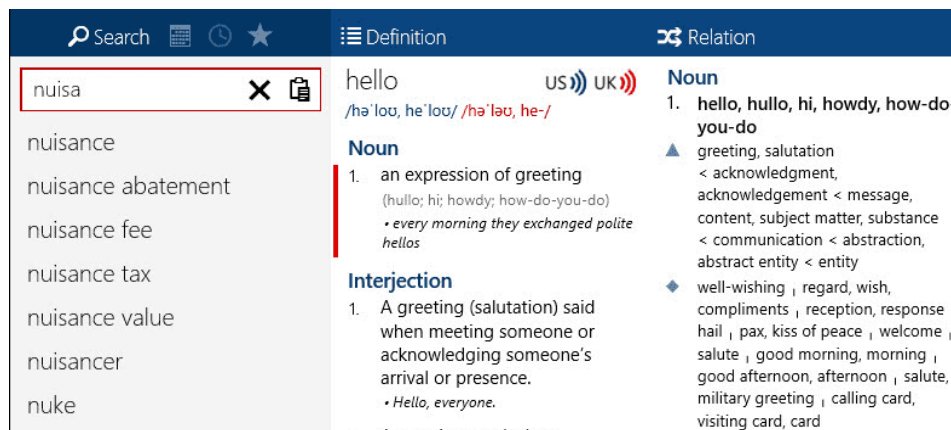 Search
nuisa
nuisance
nuisance abatement
nuisance fee
nuisance tax
nuisance value
nuisancer
nuke
Definition
hello US UK
/həˈloʊ, heˈloʊ/ /həˈləʊ, he-/
Noun
1. an expression of greeting
(hullo; hi; howdy; how-do-you-do)
• every morning they exchanged polite
hellos
Interjection
1. A greeting (salutation) said
when meeting someone or
acknowledging someone's
arrival or presence.
• Hello, everyone.
Relation
Noun
1. hello, hullo, hi, howdy, how-do-
you-do
greeting, salutation
< acknowledgment,
acknowledgement < message,
content, subject matter, substance
< communication < abstraction,
abstract entity < entity
well-wishing ╷ regard, wish,
compliments ╷ reception, response
hail ╷ pax, kiss of peace ╷ welcome ╷
salute ╷ good morning, morning ╷
good afternoon, afternoon ╷ salute,
military greeting ╷ calling card,
visiting card, card